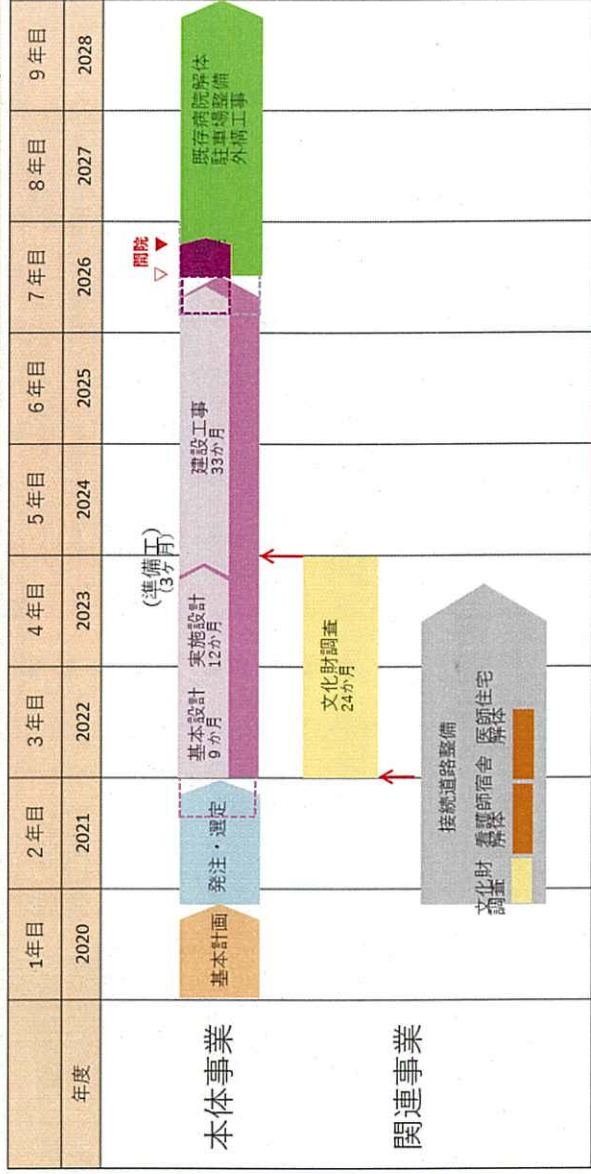 1年目 2年目 3年目 4年目 5年目 6年目 7年目 8年目 9年目
年度 2020 2021 2022 2023 2024 2025 2026 2027 2028
本体事業
基本計画
発注・選定
基本設計
9か月
実施設計
12か月
(準備工)
(3ヶ月)
建設工事
33か月
開院
▽ ▼
既存病院解体
駐車場整備
外構工事
関連事業
文化財調査
24か月
接続道路整備
文化財
調査
看護師宿舎
解体
医師住宅
解体